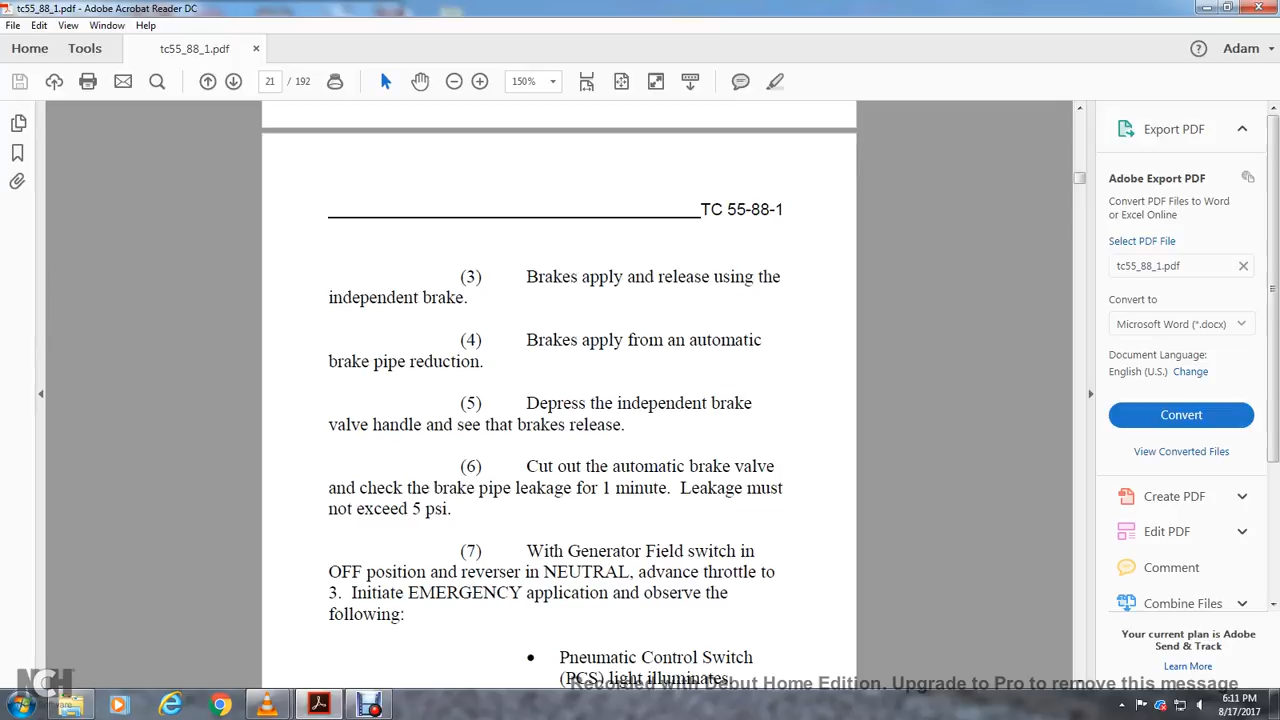 tc55_88_1.pdf - Adobe Acrobat Reader DC
File Edit View Window Help
Home Tools tc55_88_1.pdf × Adam
21 / 192 150%
TC 55-88-1
(3) Brakes apply and release using the
independent brake.
(4) Brakes apply from an automatic
brake pipe reduction.
(5) Depress the independent brake
valve handle and see that brakes release.
(6) Cut out the automatic brake valve
and check the brake pipe leakage for 1 minute. Leakage must
not exceed 5 psi.
(7) With Generator Field switch in
OFF position and reverser in NEUTRAL, advance throttle to
3. Initiate EMERGENCY application and observe the
following:
• Pneumatic Control Switch
(PCS) light illuminates.
Export PDF
Adobe Export PDF
Convert PDF Files to Word
or Excel Online
Select PDF File
tc55_88_1.pdf
Convert to
Microsoft Word (*.docx)
Document Language:
English (U.S.) Change
Convert
View Converted Files
Create PDF
Edit PDF
Comment
Combine Files
Your current plan is Adobe
Send & Track
Learn More
NCH
Software
Recorded with Debut Home Edition. Upgrade to Pro to remove this message
6:11 PM
8/17/2017